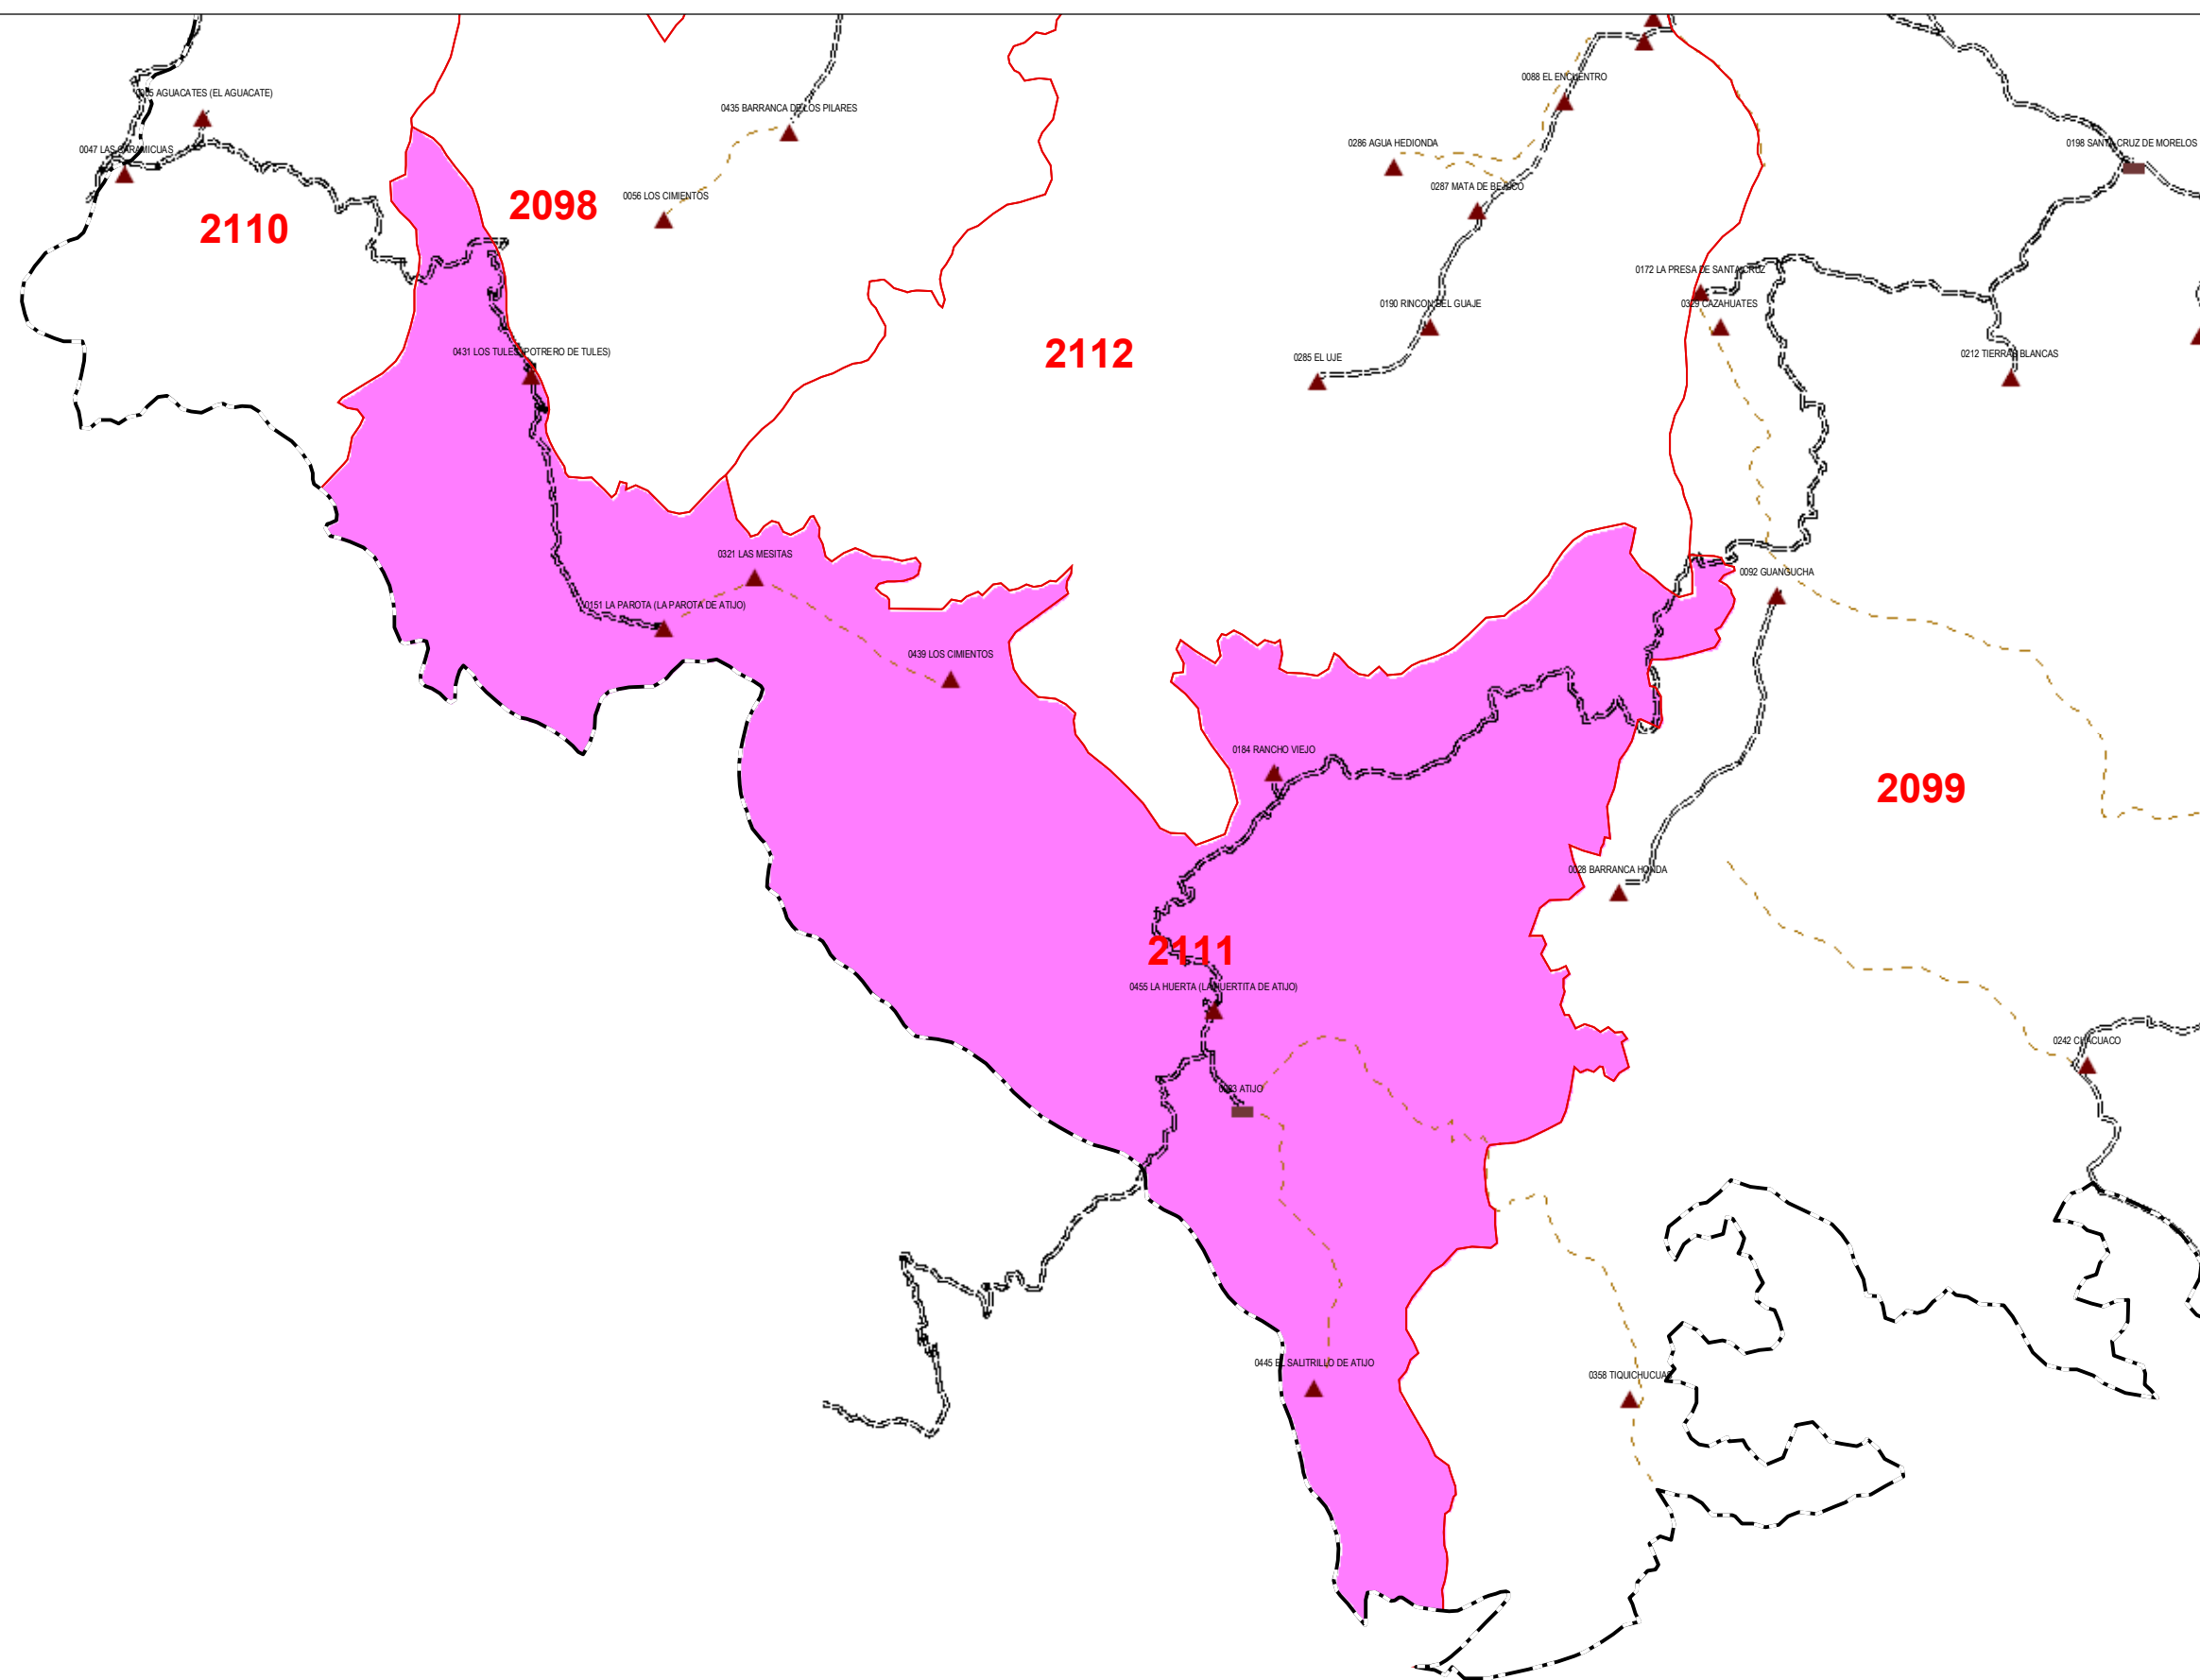 0088 EL ENCUENTRO
AGUACATES (EL AGUACATE)
0435 BARRANCA DE LOS PILARES
0286 AGUA HEDIONDA
0198 SANTA CRUZ DE MORELOS
0047 LAS CARAMICUAS
0287 MATA DE BEJUCO
0056 LOS CIMIENTOS
2098
2110
0172 LA PRESA DE SANTA CRUZ
0190 RINCON DEL GUAJE
0329 CAZAHUATES
2112
0431 LOS TULES (POTRERO DE TULES)
0285 EL UJE
0212 TIERRAS BLANCAS
0321 LAS MESITAS
0092 GUANGUCHA
0151 LA PAROTA (LA PAROTA DE ATIJO)
0439 LOS CIMIENTOS
0184 RANCHO VIEJO
2099
0028 BARRANCA HONDA
2111
0455 LA HUERTA (LA HUERTITA DE ATIJO)
0242 CHACUACO
ATIJO
0445 EL SALITRILLO DE ATIJO
0358 TIQUICHUCUAS